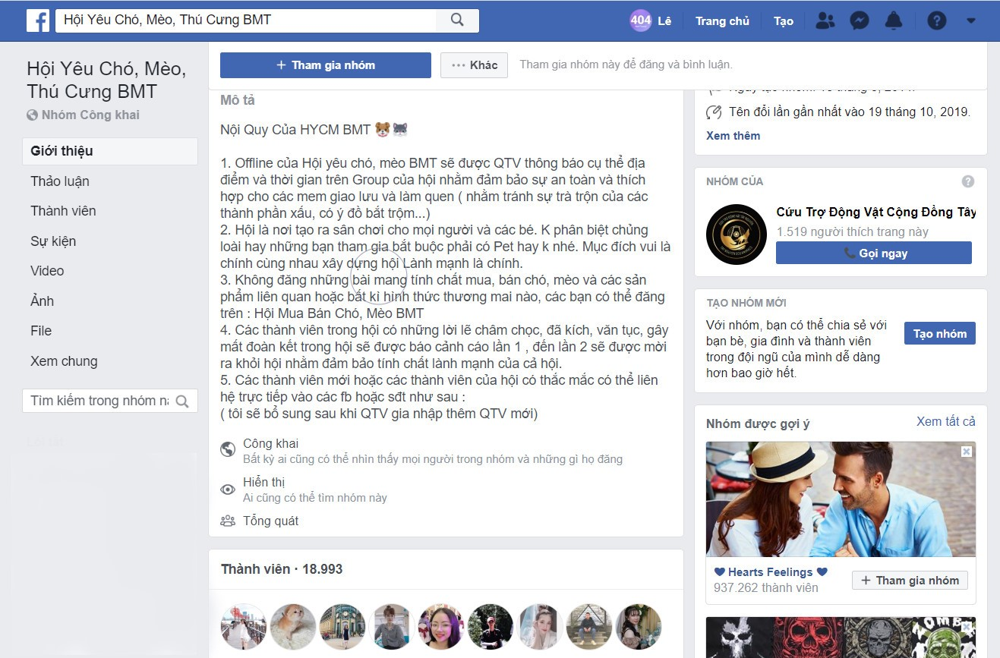 Hội Yêu Chó, Mèo, Thú Cưng BMT
404 Lê
Trang chủ
Tạo
Hội Yêu Chó, Mèo,
Thú Cưng BMT
Nhóm Công khai
Giới thiệu
Thảo luận
Thành viên
Sự kiện
Video
Ảnh
File
Xem chung
Tìm kiếm trong nhóm
+ Tham gia nhóm
··· Khác
Tham gia nhóm này để đăng và bình luận.
Mô tả
Nội Quy Của HYCM BMT 🐻🐺
1. Offline của Hội yêu chó, mèo BMT sẽ được QTV thông báo cụ thể địa
điểm và thời gian trên Group của hội nhằm đảm bảo sự an toàn và thích
hợp cho các mem giao lưu và làm quen ( nhằm tránh sự trà trộn của các
thành phần xấu, có ý đồ bắt trộm...)
2. Hội là nơi tạo ra sân chơi cho mọi người và các bé. K phân biệt chủng
loài hay những bạn tham gia bắt buộc phải có Pet hay k nhé. Mục đích vui là
chính cùng nhau xây dựng hội Lành mạnh là chính.
3. Không đăng những bài mang tính chất mua, bán chó, mèo và các sản
phẩm liên quan hoặc bất kì hình thức thương mai nào, các bạn có thể đăng
trên : Hội Mua Bán Chó, Mèo BMT
4. Các thành viên trong hội có những lời lẽ châm chọc, đã kích, văn tục, gây
mất đoàn kết trong hội sẽ được báo cảnh cáo lần 1 , đến lần 2 sẽ được mời
ra khỏi hội nhằm đảm bảo tính chất lành mạnh của cả hội.
5. Các thành viên mới hoặc các thành viên của hội có thắc mắc có thể liên
hệ trực tiếp vào các fb hoặc sđt như sau :
( tôi sẽ bổ sung sau khi QTV gia nhập thêm QTV mới)
Công khai
Bất kỳ ai cũng có thể nhìn thấy mọi người trong nhóm và những gì họ đăng
Hiển thị
Ai cũng có thể tìm nhóm này
Tổng quát
Thành viên · 18.993
Tên đổi lần gần nhất vào 19 tháng 10, 2019.
Xem thêm
NHÓM CỦA
Cứu Trợ Động Vật Cộng Đồng Tây
1.519 người thích trang này
Gọi ngay
TẠO NHÓM MỚI
Với nhóm, bạn có thể chia sẻ với
bạn bè, gia đình và thành viên
trong đội ngũ của mình dễ dàng
hơn bao giờ hết.
Tạo nhóm
Nhóm được gợi ý
Xem tất cả
Hearts Feelings
937.262 thành viên
+ Tham gia nhóm